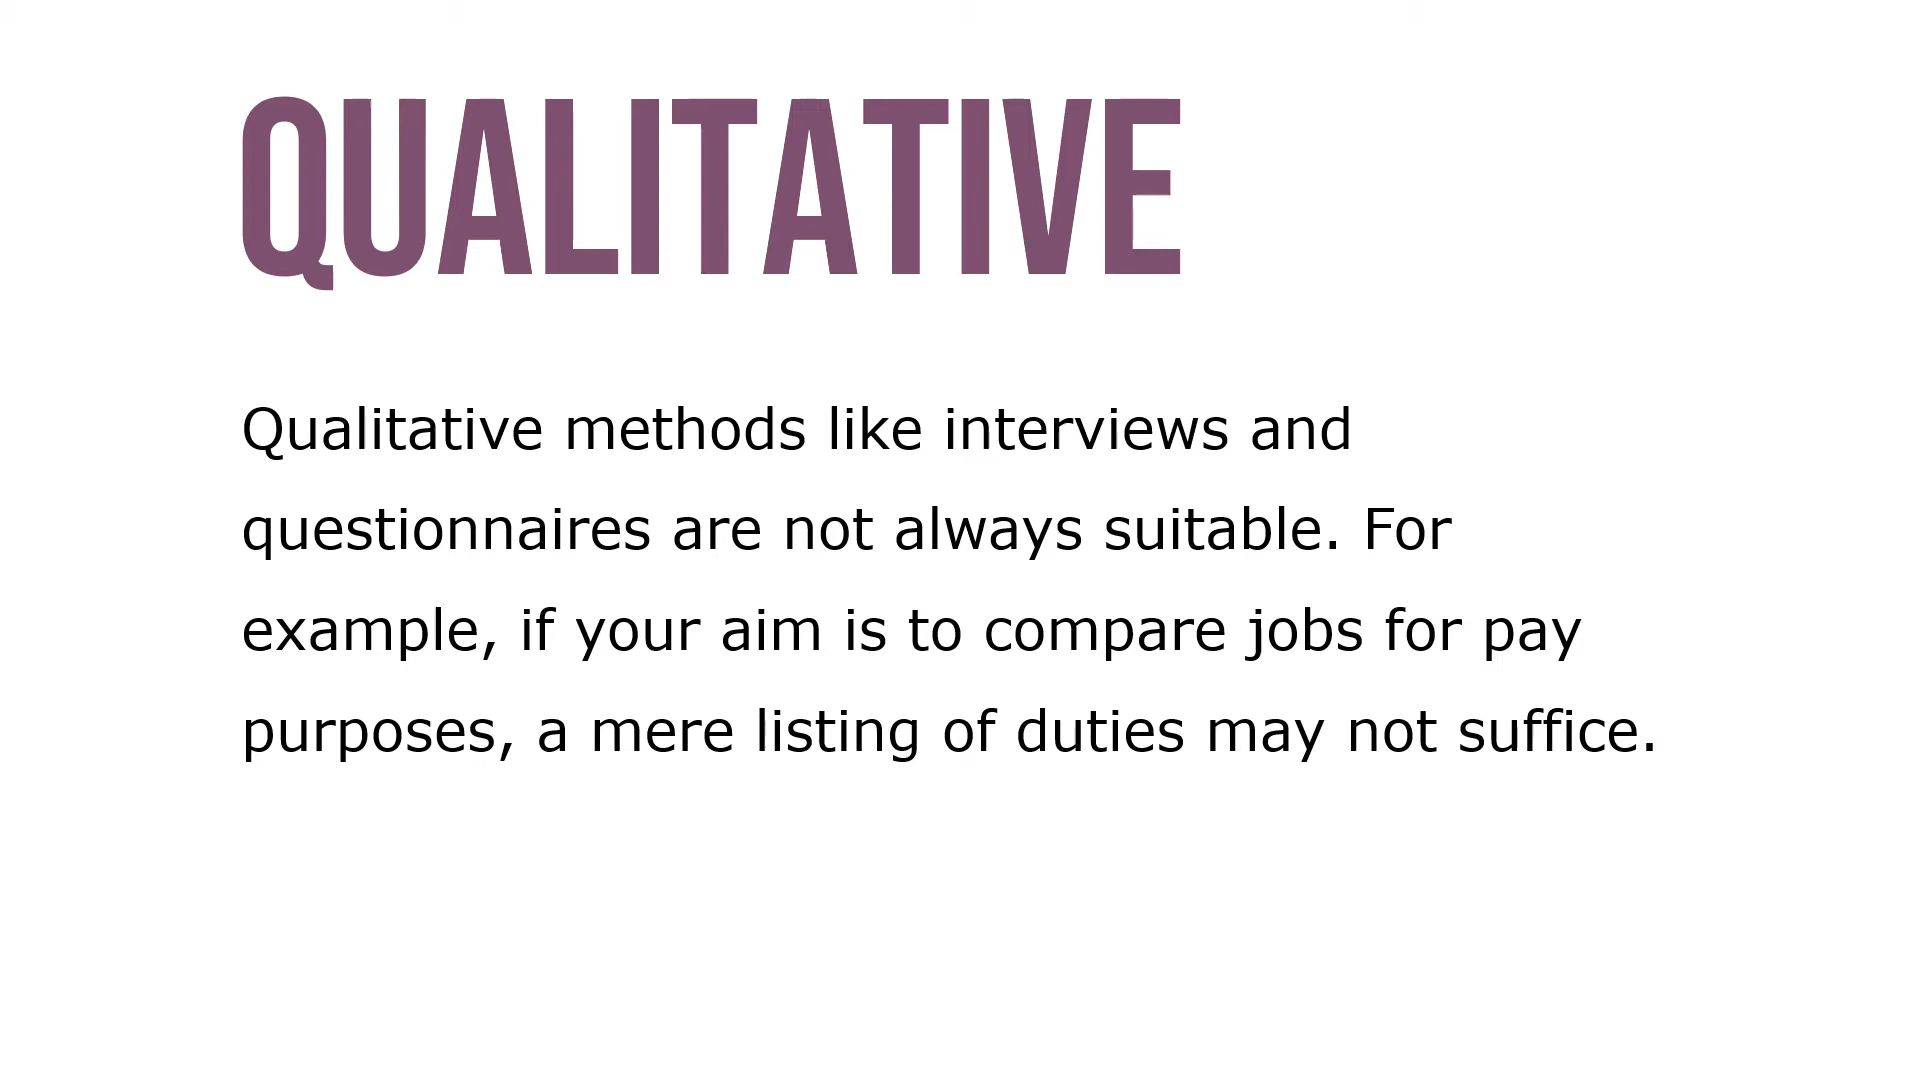 QUALITATIVE
Qualitative methods like interviews and
questionnaires are not always suitable. For
example, if your aim is to compare jobs for pay
purposes, a mere listing of duties may not suffice.